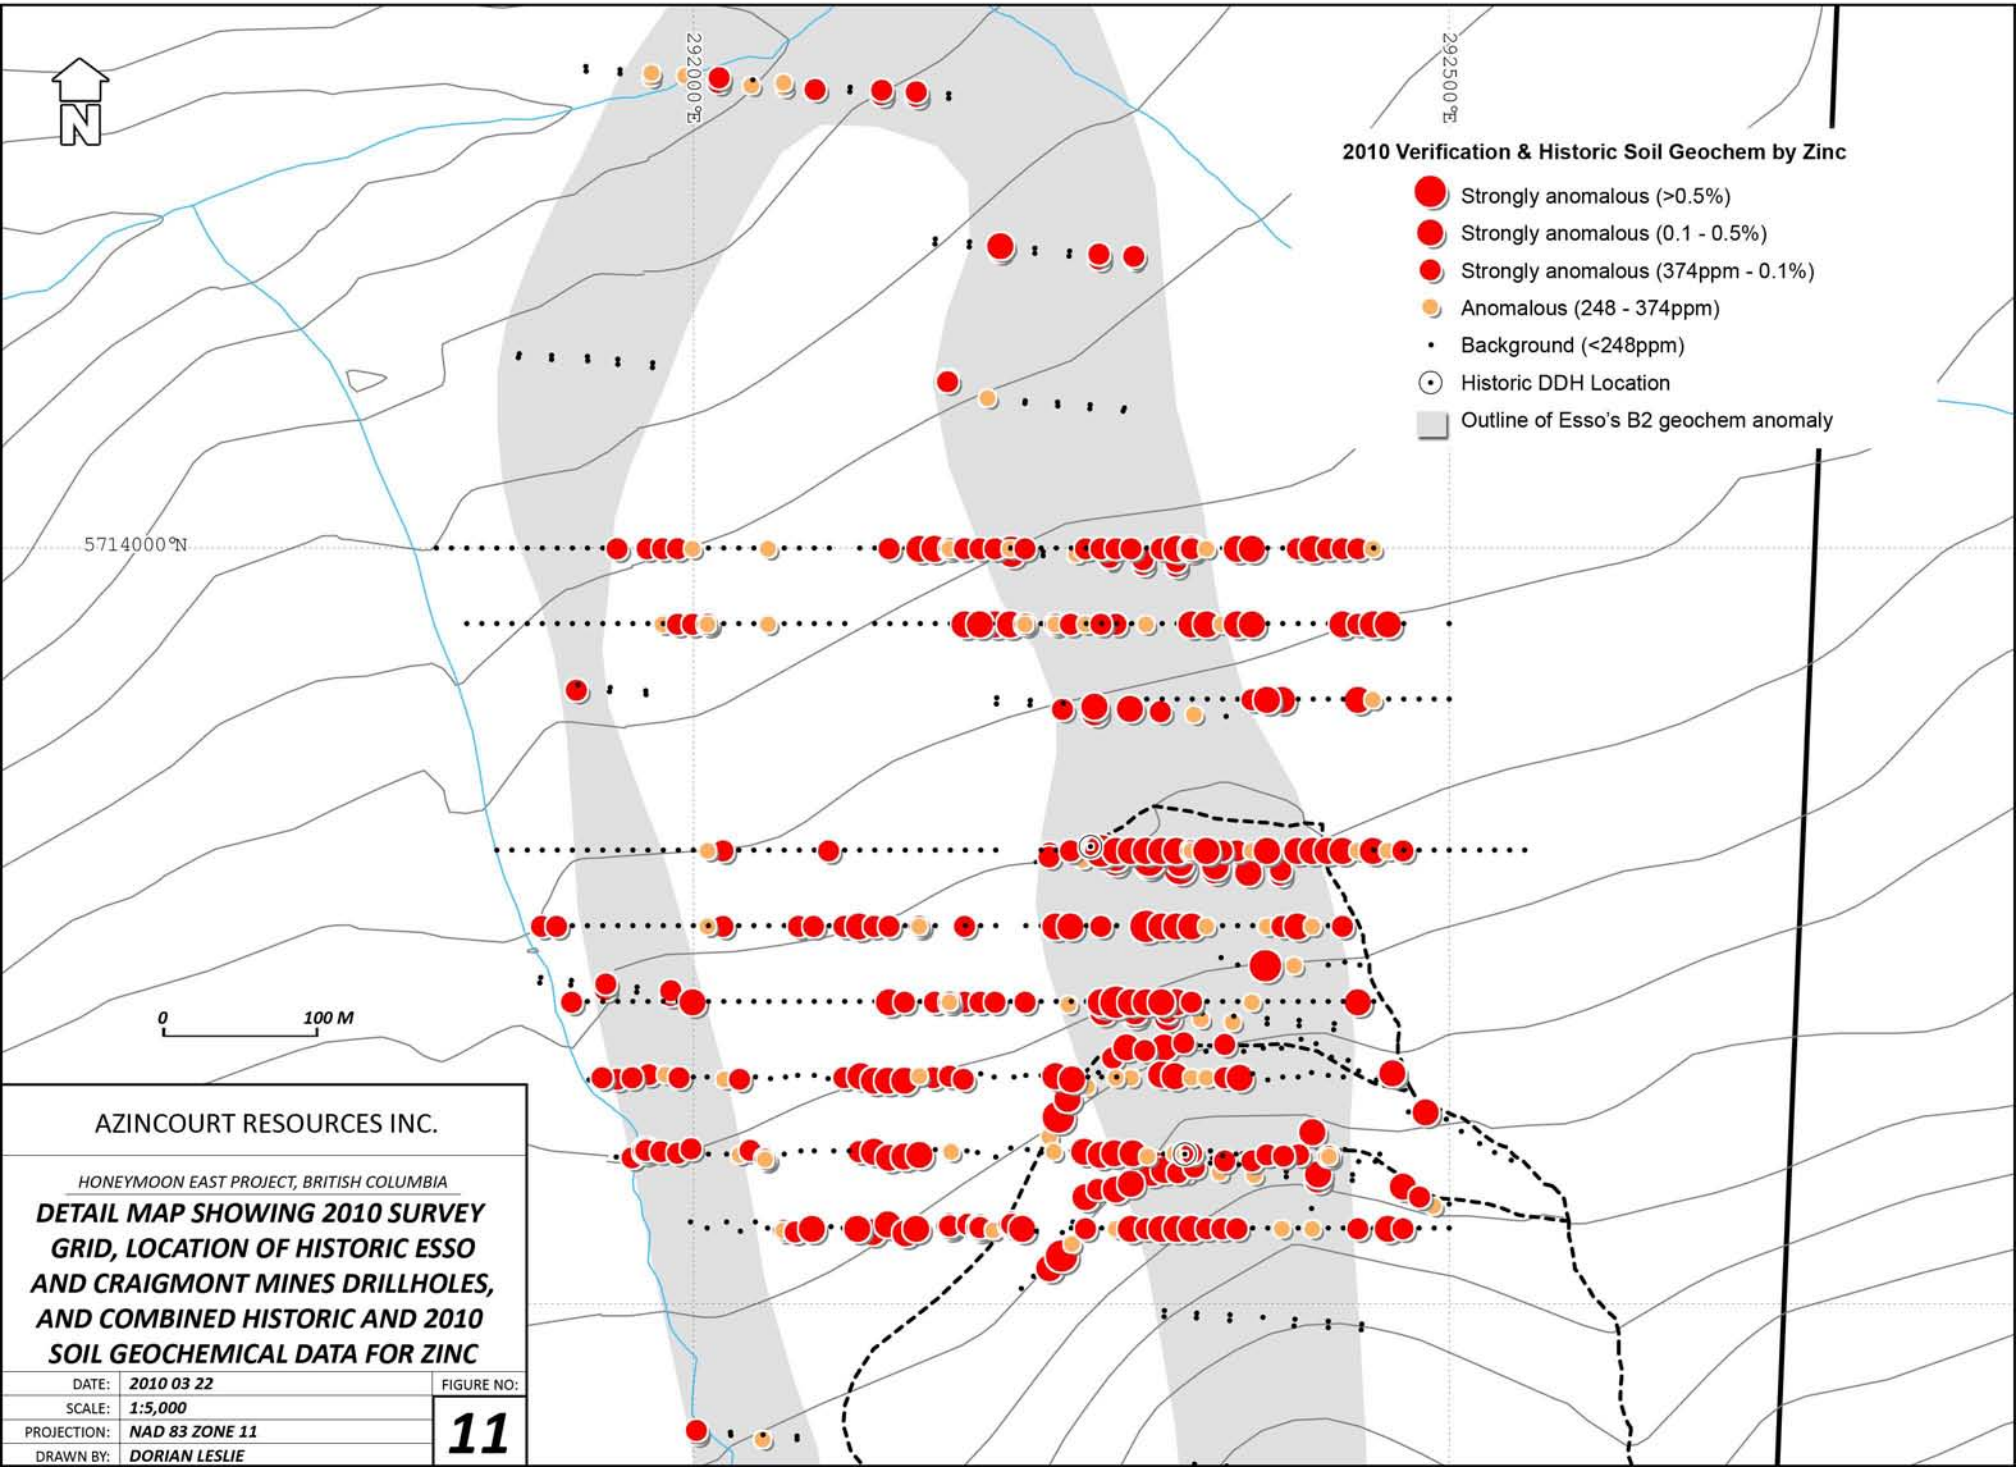 292000°E
292500°E
N
2010 Verification & Historic Soil Geochem by Zinc
Strongly anomalous (>0.5%)
Strongly anomalous (0.1 - 0.5%)
Strongly anomalous (374ppm - 0.1%)
Anomalous (248 - 374ppm)
Background (<248ppm)
Historic DDH Location
Outline of Esso's B2 geochem anomaly
5714000°N
0 100 M
AZINCOURT RESOURCES INC.
HONEYMOON EAST PROJECT, BRITISH COLUMBIA
DETAIL MAP SHOWING 2010 SURVEY
GRID, LOCATION OF HISTORIC ESSO
AND CRAIGMONT MINES DRILLHOLES,
AND COMBINED HISTORIC AND 2010
SOIL GEOCHEMICAL DATA FOR ZINC
DATE: 2010 03 22
SCALE: 1:5,000
PROJECTION: NAD 83 ZONE 11
DRAWN BY: DORIAN LESLIE
FIGURE NO:
11